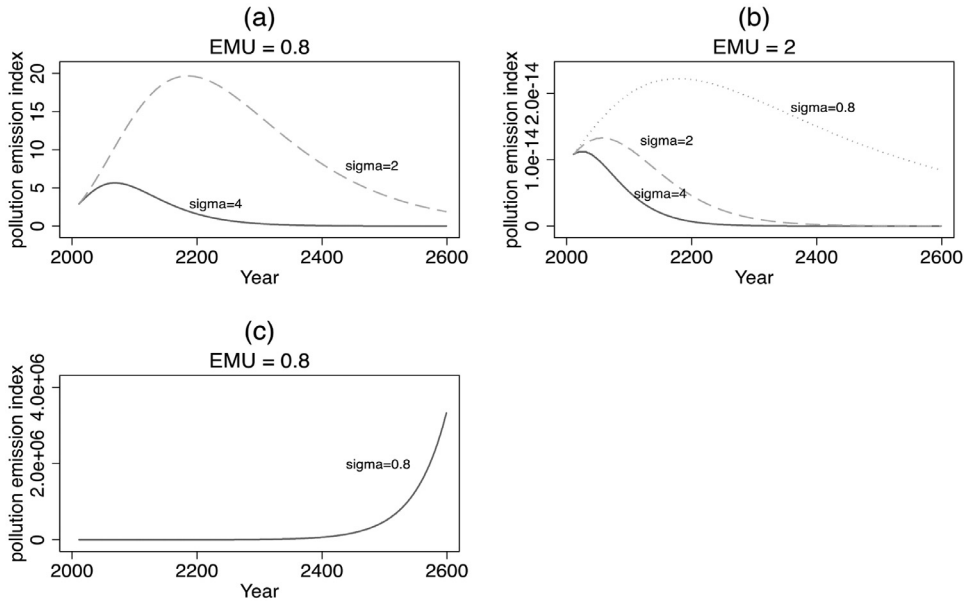 (a)
EMU = 0.8
pollution emission index
20
15
10
5
0
sigma=2
sigma=4
2000 2200 2400 2600
Year
(b)
EMU = 2
pollution emission index
2.0e-14
1.0e-14
0
sigma=0.8
sigma=2
sigma=4
2000 2200 2400 2600
Year
(c)
EMU = 0.8
pollution emission index
4.0e+06
2.0e+06
0
sigma=0.8
2000 2200 2400 2600
Year